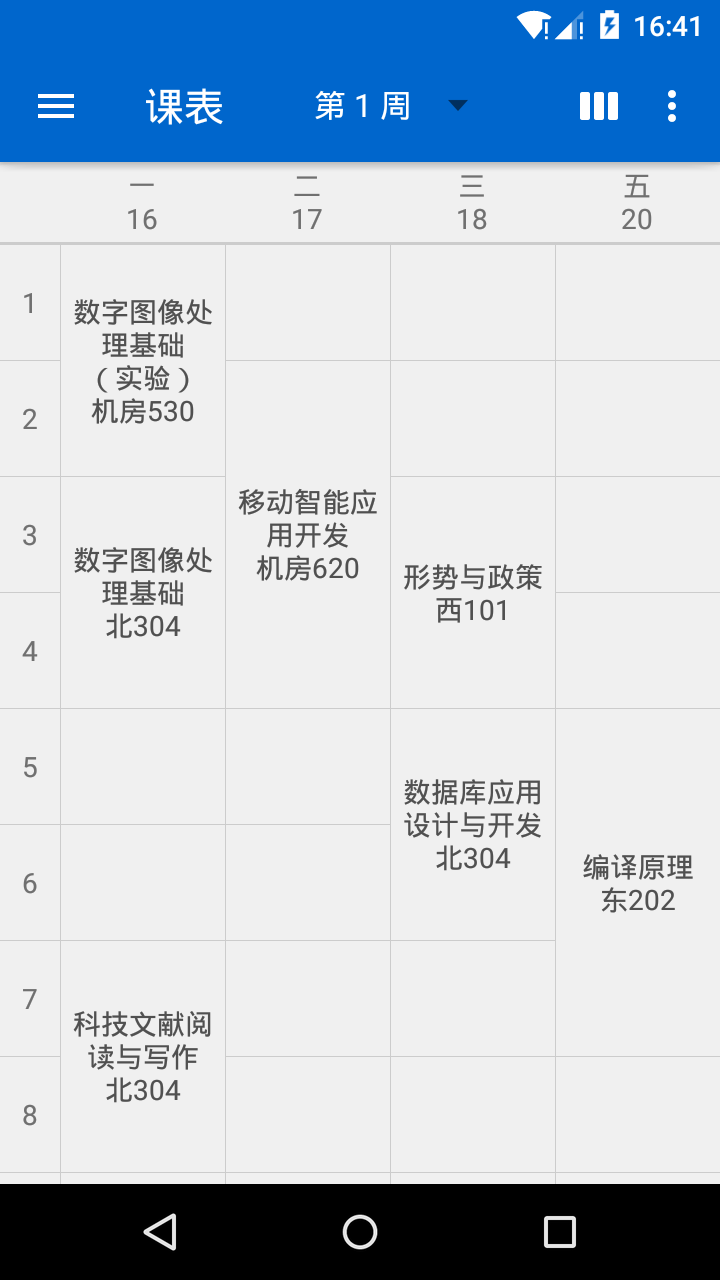 16:41
课表
第 1 周
一 二 三 五
16 17 18 20
1
数字图像处
理基础
（实验）
机房530
2
移动智能应
用开发
机房620
3
数字图像处
理基础
北304
形势与政策
西101
4
5
数据库应用
设计与开发
北304
6
编译原理
东202
7
科技文献阅
读与写作
北304
8